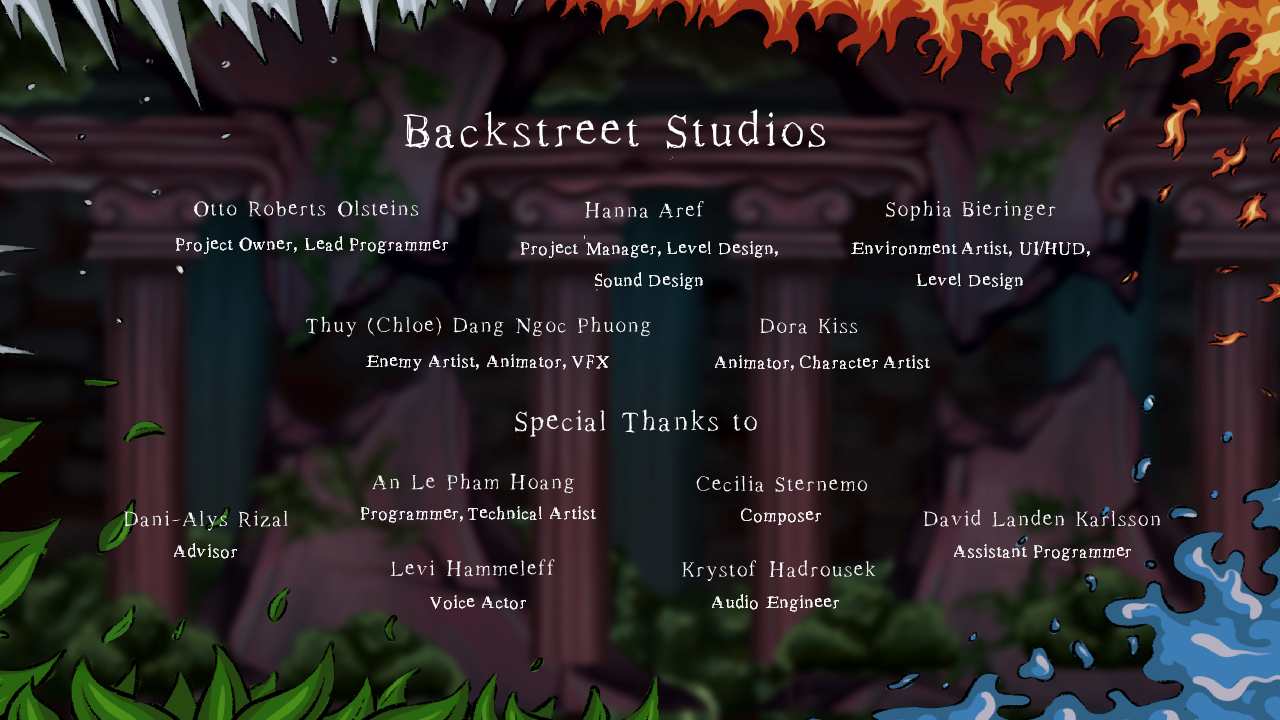 Backstreet Studios
Otto Roberts Olsteins
Project Owner, Lead Programmer
Hanna Aref
Project Manager, Level Design,
Sound Design
Sophia Bieringer
Environment Artist, UI/HUD,
Level Design
Thuy (Chloe) Dang Ngoc Phuong
Enemy Artist, Animator, VFX
Dora Kiss
Animator, Character Artist
Special Thanks to
Dani-Alys Rizal
Advisor
An Le Pham Hoang
Programmer, Technical Artist
Cecilia Sternemo
Composer
David Landen Karlsson
Assistant Programmer
Levi Hammeleff
Voice Actor
Krystof Hadrousek
Audio Engineer